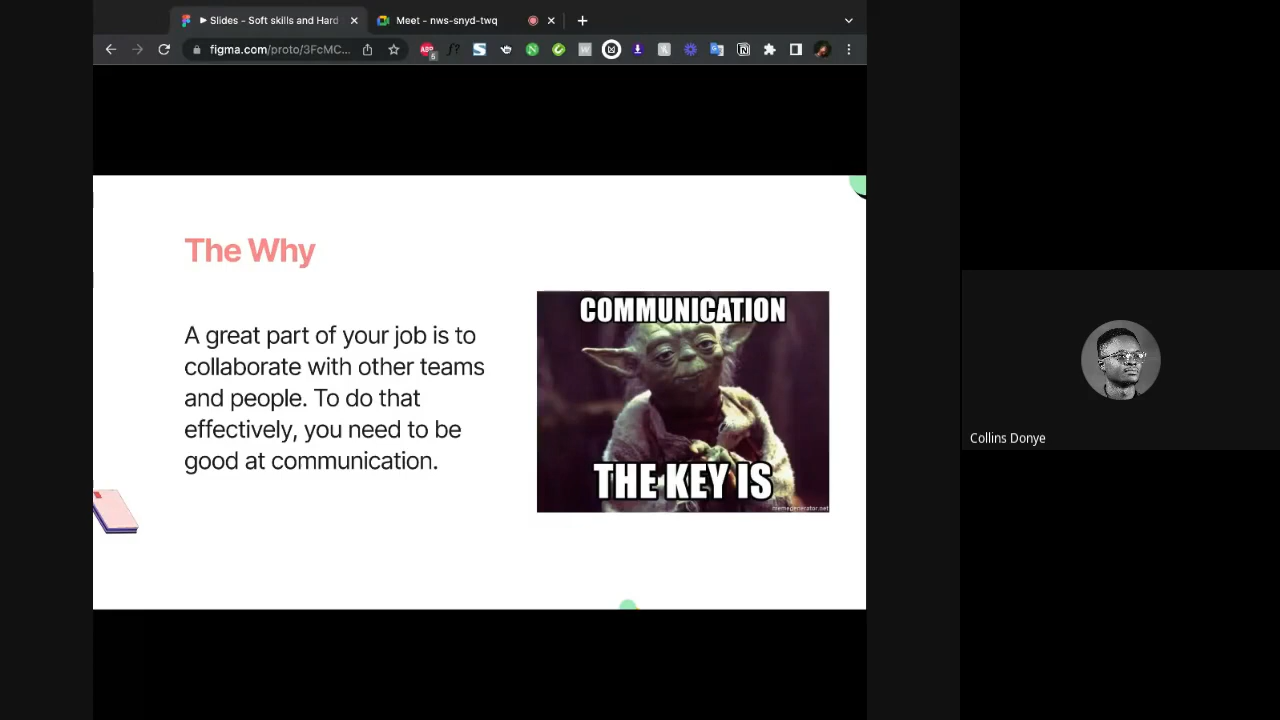 Slides - Soft skills and Hard
Meet - nws-snyd-twq
figma.com/proto/3FcMC...
ABP
6
f?
The Why
A great part of your job is to
collaborate with other teams
and people. To do that
effectively, you need to be
good at communication.
COMMUNICATION
THE KEY IS
memegenerator.net
Collins Donye